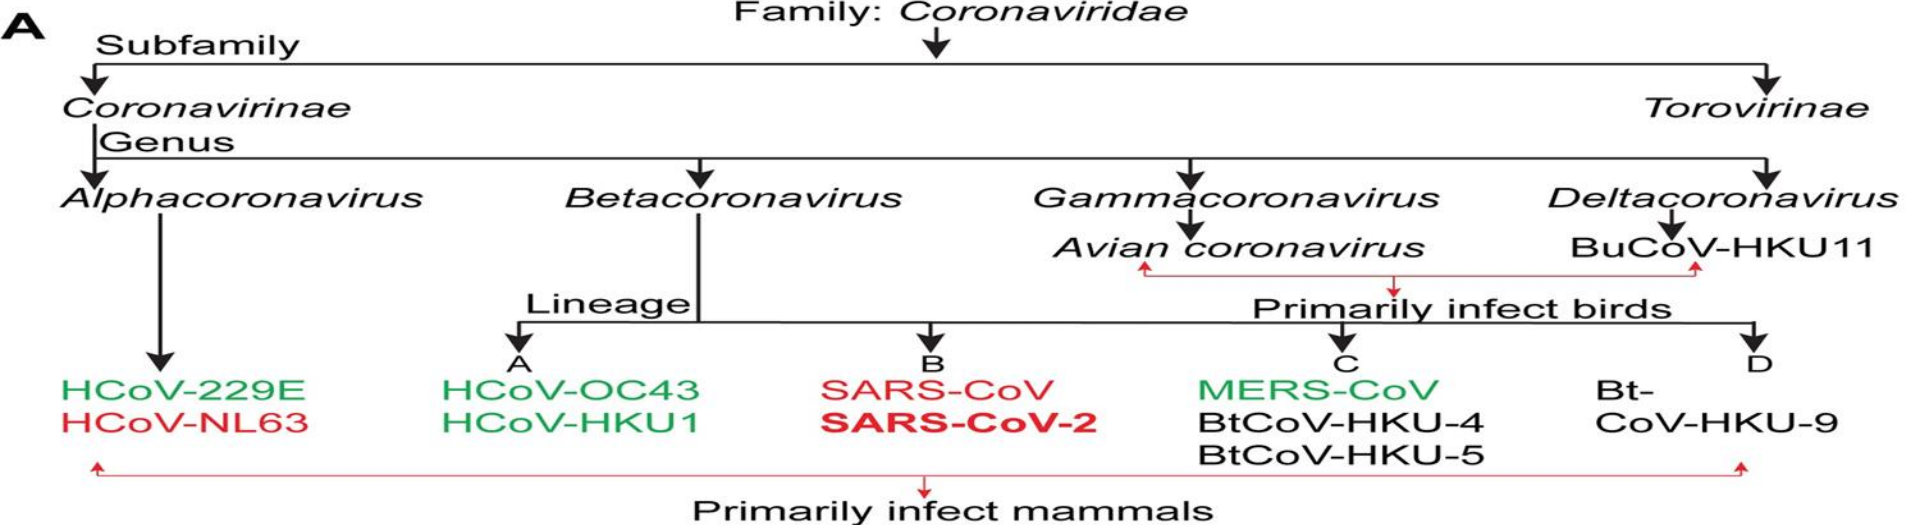 A
Family: Coronaviridae
Subfamily
Coronavirinae
Torovirinae
Genus
Alphacoronavirus
Betacoronavirus
Gammacoronavirus
Deltacoronavirus
Avian coronavirus
BuCoV-HKU11
Lineage
Primarily infect birds
A
B
C
D
HCoV-229E
HCoV-NL63
HCoV-OC43
HCoV-HKU1
SARS-CoV
SARS-CoV-2
MERS-CoV
BtCoV-HKU-4
BtCoV-HKU-5
Bt-
CoV-HKU-9
Primarily infect mammals